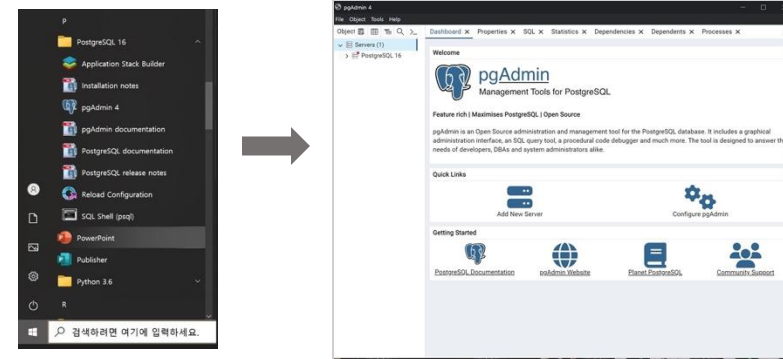 P
PostgreSQL 16
Application Stack Builder
Installation notes
pgAdmin 4
pgAdmin documentation
PostgreSQL documentation
PostgreSQL release notes
Reload Configuration
SQL Shell (psql)
PowerPoint
Publisher
Python 3.6
R
검색하려면 여기에 입력하세요.
pgAdmin 4
File Object Tools Help
Object
Dashboard Properties SQL Statistics Dependencies Dependents Processes
Servers (1)
PostgreSQL 16
Welcome
pgAdmin
Management Tools for PostgreSQL
Feature rich | Maximises PostgreSQL | Open Source
pgAdmin is an Open Source administration and management tool for the PostgreSQL database. It includes a graphical
administration interface, an SQL query tool, a procedural code debugger and much more. The tool is designed to answer the
needs of developers, DBAs and system administrators alike.
Quick Links
Add New Server Configure pgAdmin
Getting Started
PostgreSQL Documentation pgAdmin Website Planet PostgreSQL Community Support